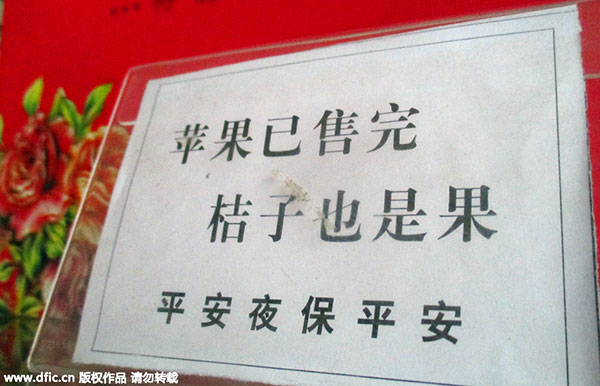 苹果已售完
桔子也是果
平安夜保平安
www.dfic.cn 版权作品 请勿转载